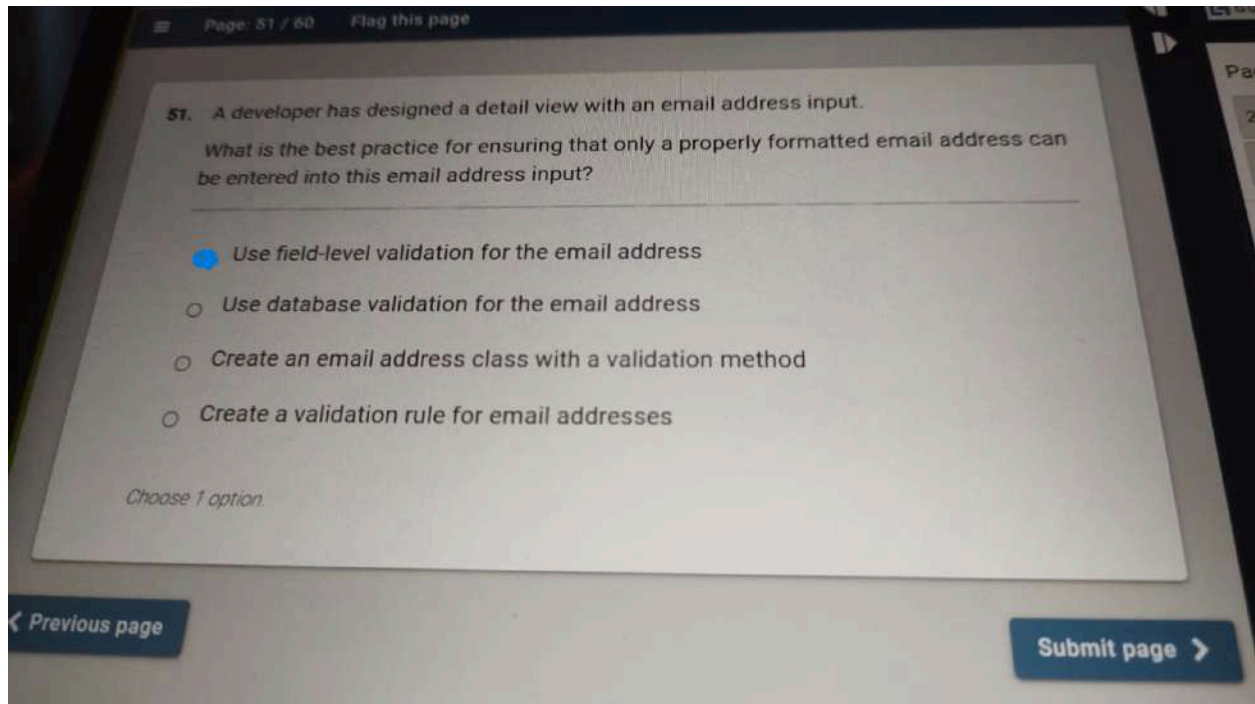 Page: 51 / 60 Flag this page
51. A developer has designed a detail view with an email address input.
What is the best practice for ensuring that only a properly formatted email address can
be entered into this email address input?
Use field-level validation for the email address
Use database validation for the email address
Create an email address class with a validation method
Create a validation rule for email addresses
Choose 1 option.
Previous page
Submit page
Pa
2